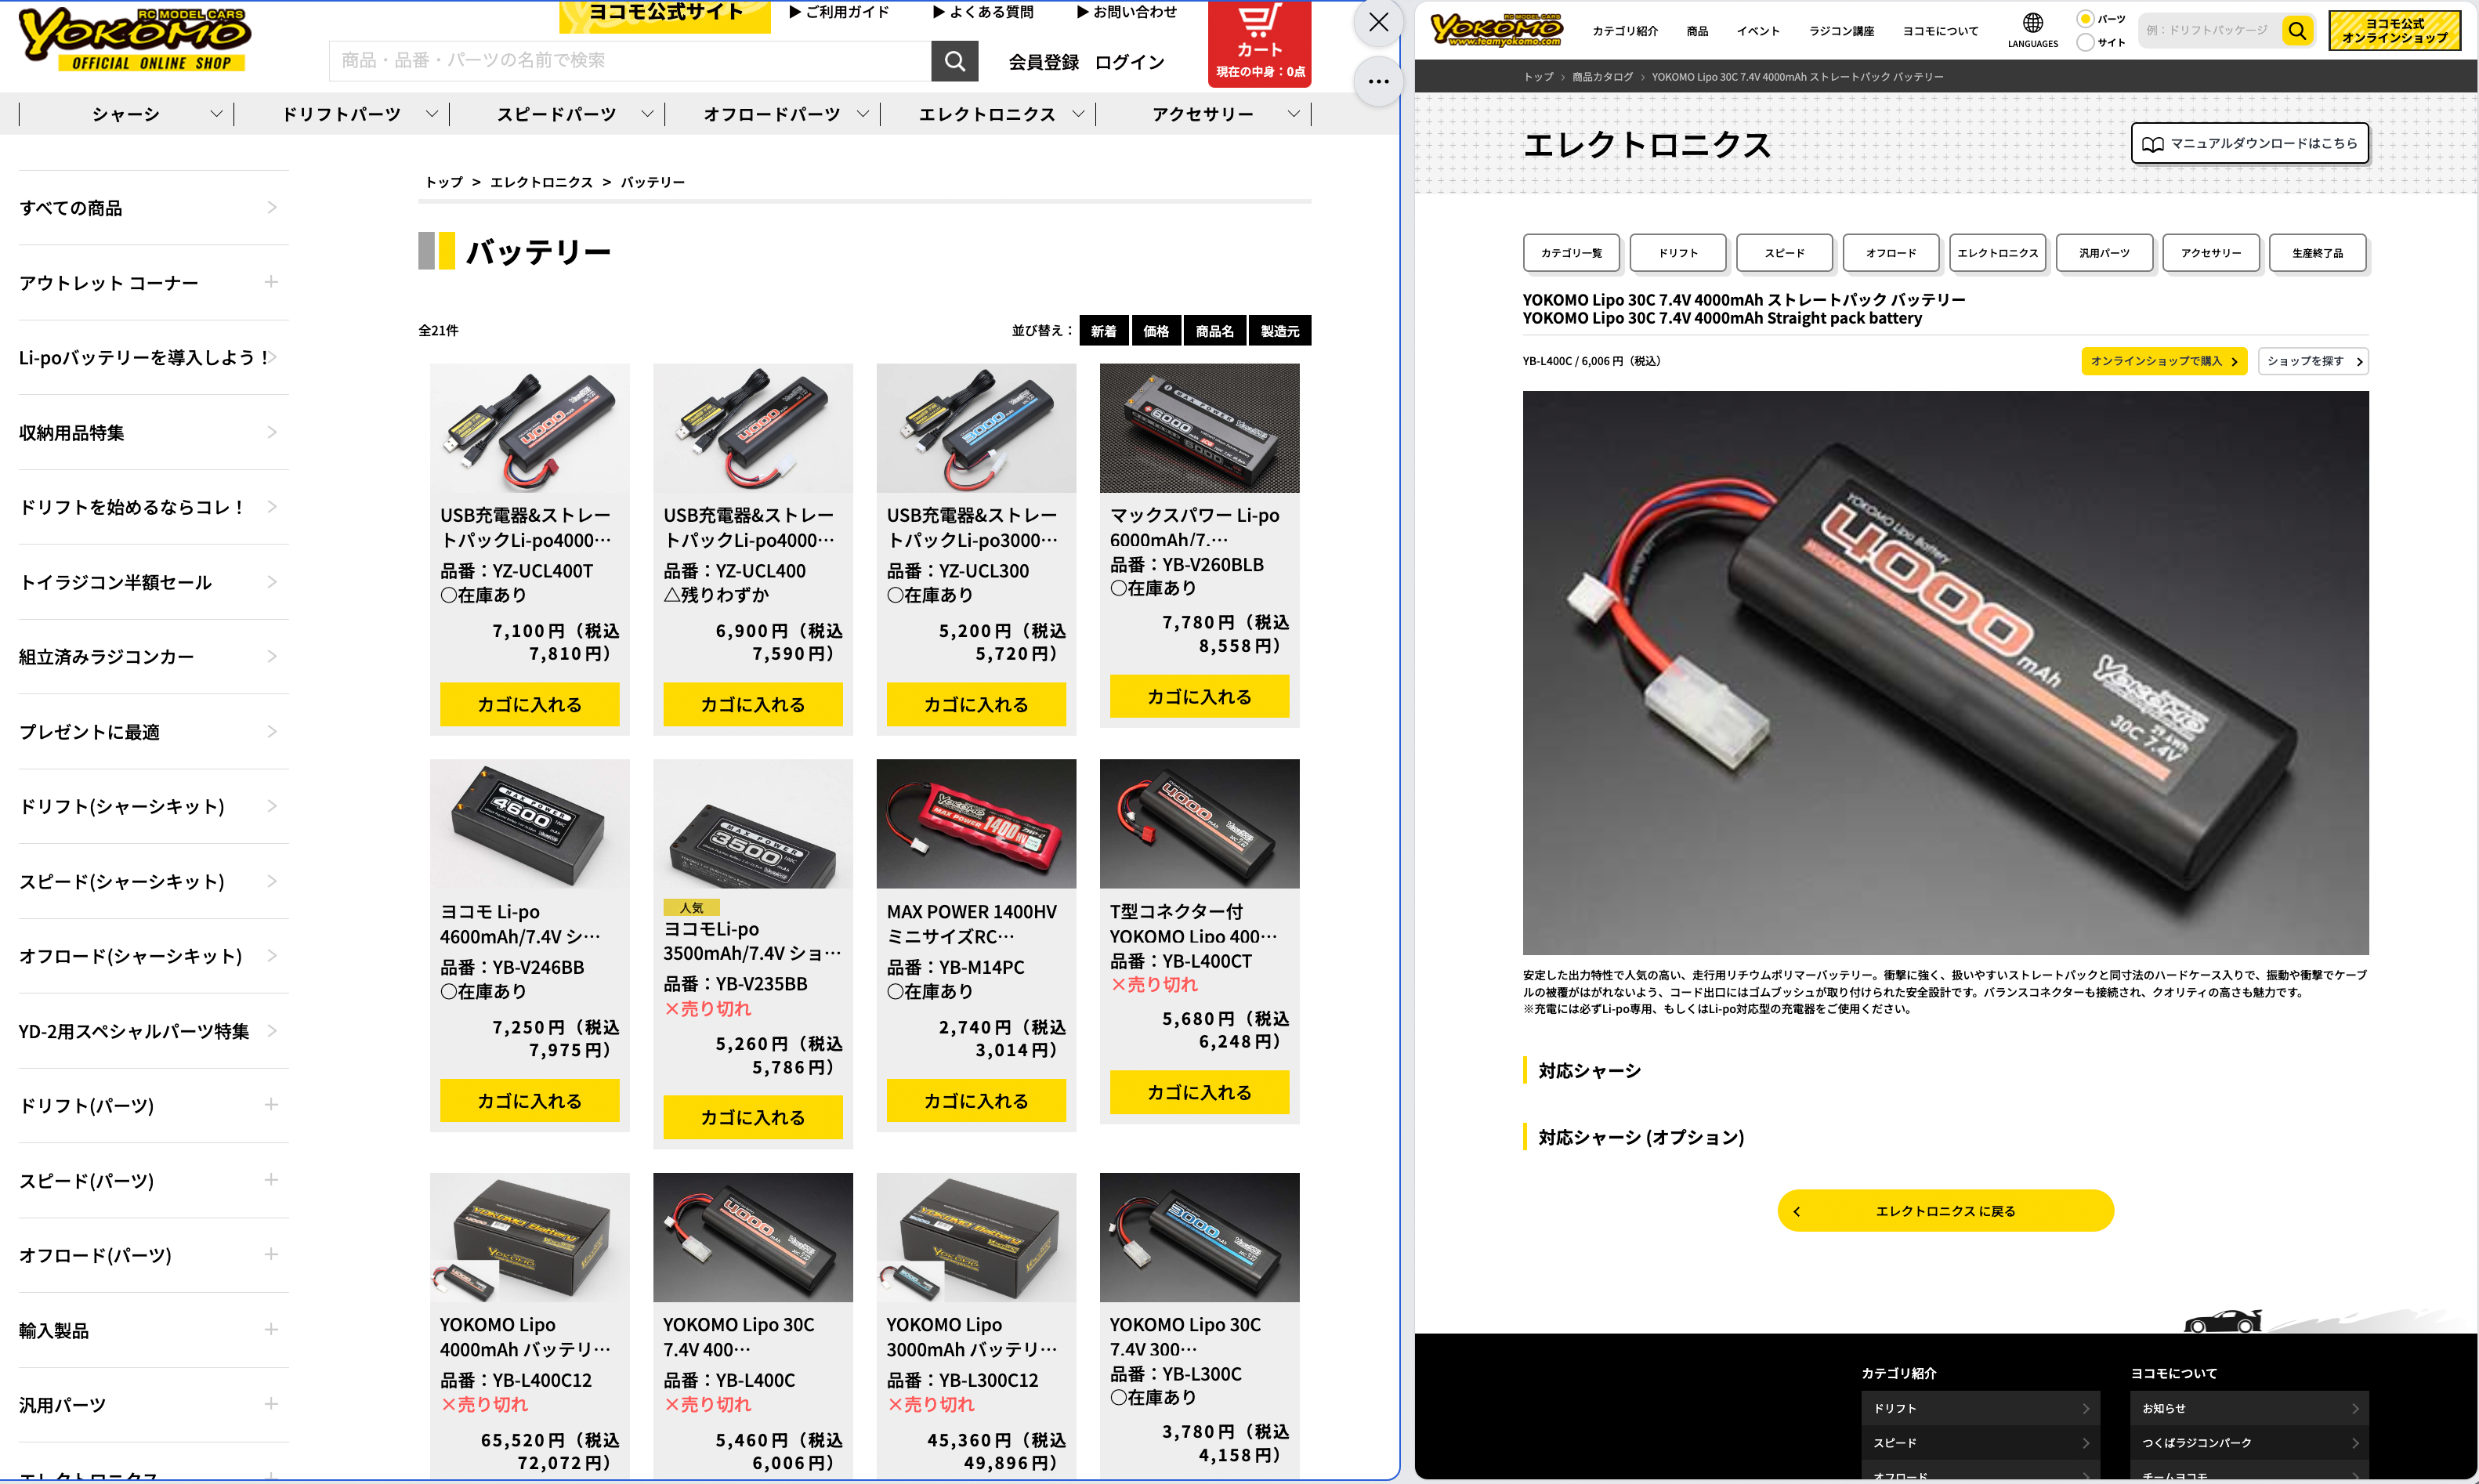 RC MODEL CARS
YOKOMO
OFFICIAL ONLINE SHOP
ヨコモ公式サイト
▶ ご利用ガイド
▶ よくある質問
▶ お問い合わせ
商品・品番・パーツの名前で検索
会員登録
ログイン
カート
現在の中身：0点
シャーシ
ドリフトパーツ
スピードパーツ
オフロードパーツ
エレクトロニクス
アクセサリー
すべての商品
アウトレット コーナー
Li-poバッテリーを導入しよう！
収納用品特集
ドリフトを始めるならコレ！
トイラジコン半額セール
組立済みラジコンカー
プレゼントに最適
ドリフト(シャーシキット)
スピード(シャーシキット)
オフロード(シャーシキット)
YD-2用スペシャルパーツ特集
ドリフト(パーツ)
スピード(パーツ)
オフロード(パーツ)
輸入製品
汎用パーツ
エレクトロニクス
トップ > エレクトロニクス > バッテリー
バッテリー
全21件
並び替え：
新着
価格
商品名
製造元
USB充電器&ストレー
トパックLi-po4000…
品番：YZ-UCL400T
〇在庫あり
7,100円（税込
7,810円）
カゴに入れる
USB充電器&ストレー
トパックLi-po4000…
品番：YZ-UCL400
△残りわずか
6,900円（税込
7,590円）
カゴに入れる
USB充電器&ストレー
トパックLi-po3000…
品番：YZ-UCL300
〇在庫あり
5,200円（税込
5,720円）
カゴに入れる
マックスパワー Li-po
6000mAh/7.…
品番：YB-V260BLB
〇在庫あり
7,780円（税込
8,558円）
カゴに入れる
ヨコモ Li-po
4600mAh/7.4V シ…
品番：YB-V246BB
〇在庫あり
7,250円（税込
7,975円）
カゴに入れる
人気
ヨコモLi-po
3500mAh/7.4V ショ…
品番：YB-V235BB
×売り切れ
5,260円（税込
5,786円）
カゴに入れる
MAX POWER 1400HV
ミニサイズRC…
品番：YB-M14PC
〇在庫あり
2,740円（税込
3,014円）
カゴに入れる
T型コネクター付
YOKOMO Lipo 400…
品番：YB-L400CT
×売り切れ
5,680円（税込
6,248円）
カゴに入れる
YOKOMO Lipo
4000mAh バッテリ…
品番：YB-L400C12
×売り切れ
65,520円（税込
72,072円）
YOKOMO Lipo 30C
7.4V 400…
品番：YB-L400C
×売り切れ
5,460円（税込
6,006円）
YOKOMO Lipo
3000mAh バッテリ…
品番：YB-L300C12
×売り切れ
45,360円（税込
49,896円）
YOKOMO Lipo 30C
7.4V 300…
品番：YB-L300C
〇在庫あり
3,780円（税込
4,158円）
RC MODEL CARS
YOKOMO
www.teamyokomo.com
カテゴリ紹介
商品
イベント
ラジコン講座
ヨコモについて
LANGUAGES
パーツ
サイト
例：ドリフトパッケージ
ヨコモ公式
オンラインショップ
トップ › 商品カタログ › YOKOMO Lipo 30C 7.4V 4000mAh ストレートパック バッテリー
エレクトロニクス
マニュアルダウンロードはこちら
カテゴリ一覧
ドリフト
スピード
オフロード
エレクトロニクス
汎用パーツ
アクセサリー
生産終了品
YOKOMO Lipo 30C 7.4V 4000mAh ストレートパック バッテリー
YOKOMO Lipo 30C 7.4V 4000mAh Straight pack battery
YB-L400C / 6,006 円（税込）
オンラインショップで購入
ショップを探す
YOKOMO Lipo Battery
4000 mAh
YOKOMO
29.6Wh
30C 7.4V
安定した出力特性で人気の高い、走行用リチウムポリマーバッテリー。衝撃に強く、扱いやすいストレートパックと同寸法のハードケース入りで、振動や衝撃でケーブ
ルの被覆がはがれないよう、コード出口にはゴムブッシュが取り付けられた安全設計です。バランスコネクターも接続され、クオリティの高さも魅力です。
※充電には必ずLi-po専用、もしくはLi-po対応型の充電器をご使用ください。
対応シャーシ
対応シャーシ (オプション)
エレクトロニクス に戻る
カテゴリ紹介
ドリフト
スピード
オフロード
ヨコモについて
お知らせ
つくばラジコンパーク
チームヨコモ